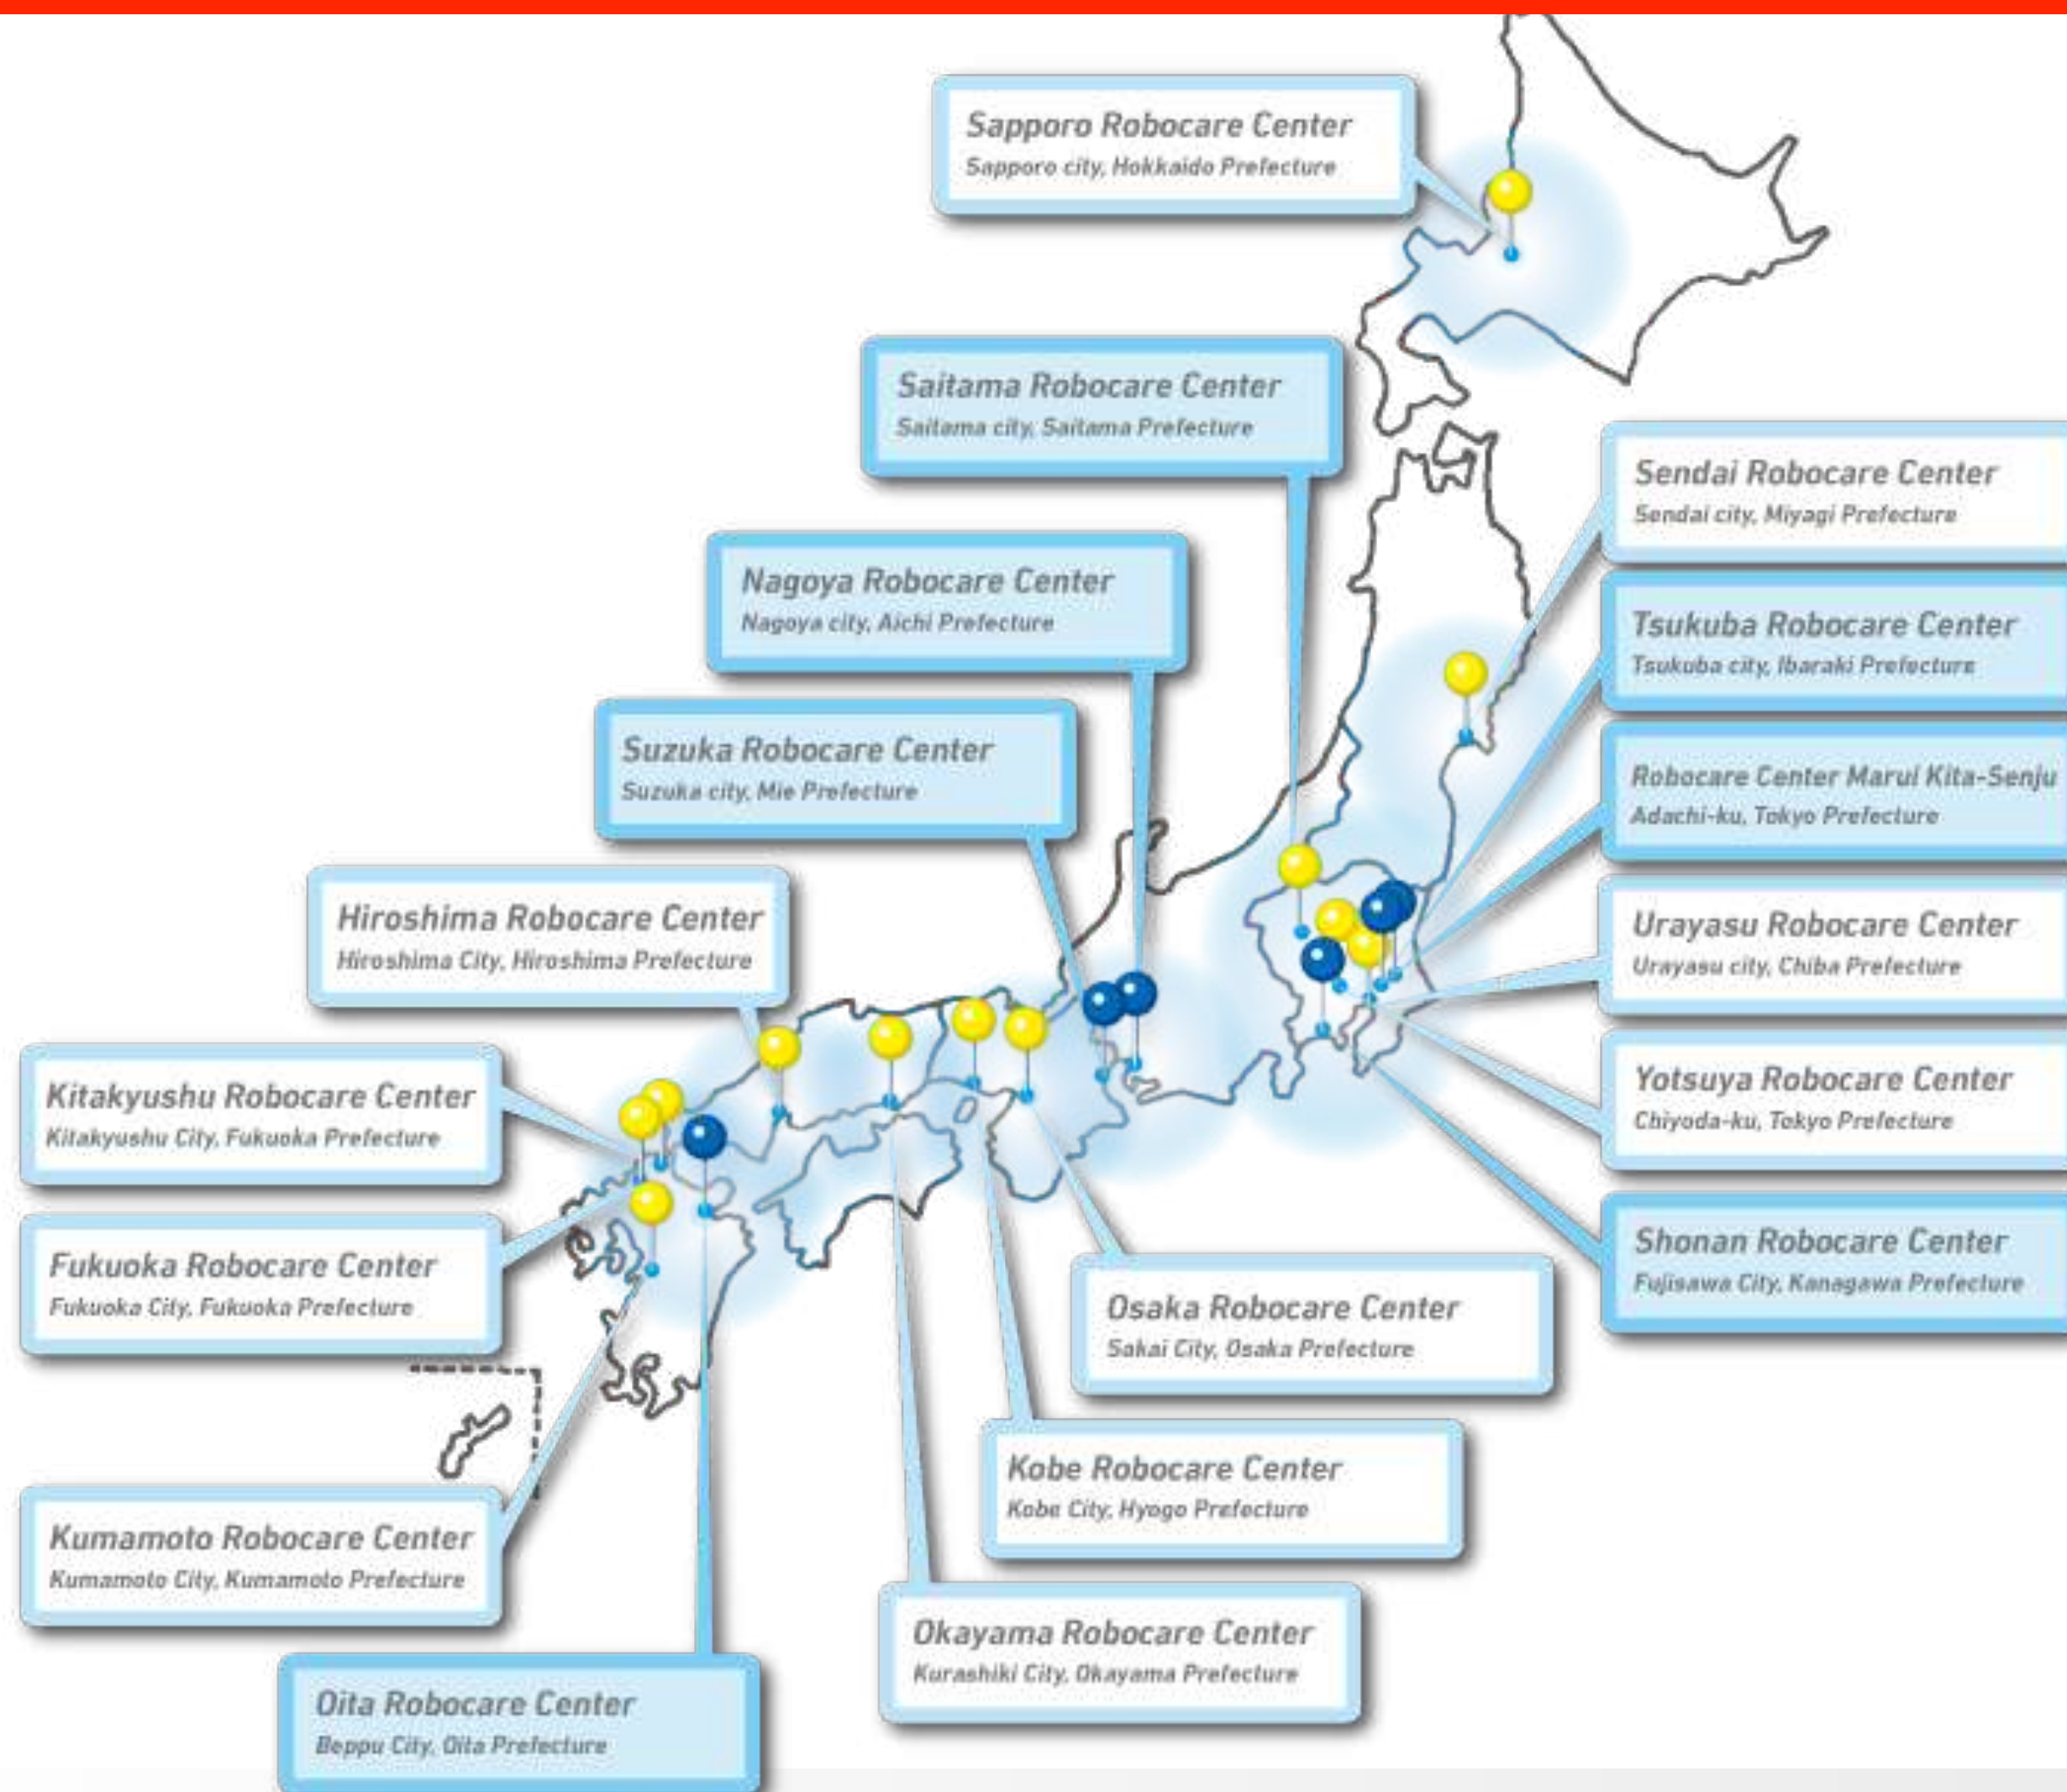 Sapporo Robocare Center
Sapporo city, Hokkaido Prefecture
Saitama Robocare Center
Saitama city, Saitama Prefecture
Sendai Robocare Center
Sendai city, Miyagi Prefecture
Nagoya Robocare Center
Nagoya city, Aichi Prefecture
Tsukuba Robocare Center
Tsukuba city, Ibaraki Prefecture
Suzuka Robocare Center
Suzuka city, Mie Prefecture
Robocare Center Marui Kita-Senju
Adachi-ku, Tokyo Prefecture
Hiroshima Robocare Center
Hiroshima City, Hiroshima Prefecture
Urayasu Robocare Center
Urayasu city, Chiba Prefecture
Kitakyushu Robocare Center
Kitakyushu City, Fukuoka Prefecture
Yotsuya Robocare Center
Chiyoda-ku, Tokyo Prefecture
Fukuoka Robocare Center
Fukuoka City, Fukuoka Prefecture
Shonan Robocare Center
Fujisawa City, Kanagawa Prefecture
Osaka Robocare Center
Sakai City, Osaka Prefecture
Kobe Robocare Center
Kobe City, Hyogo Prefecture
Kumamoto Robocare Center
Kumamoto City, Kumamoto Prefecture
Okayama Robocare Center
Kurashiki City, Okayama Prefecture
Oita Robocare Center
Beppu City, Oita Prefecture